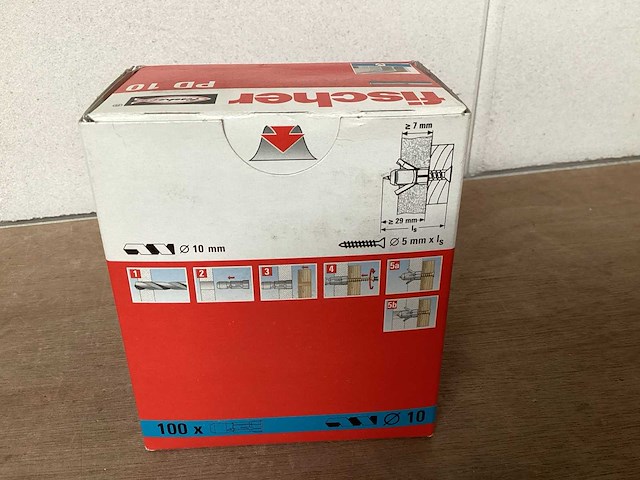 PD 10
fischer
≥ 7 mm
≥ 29 mm
ls
Ø 10 mm
Ø 5 mm x ls
1
2
3
4
5a
5b
100 x
Ø 10